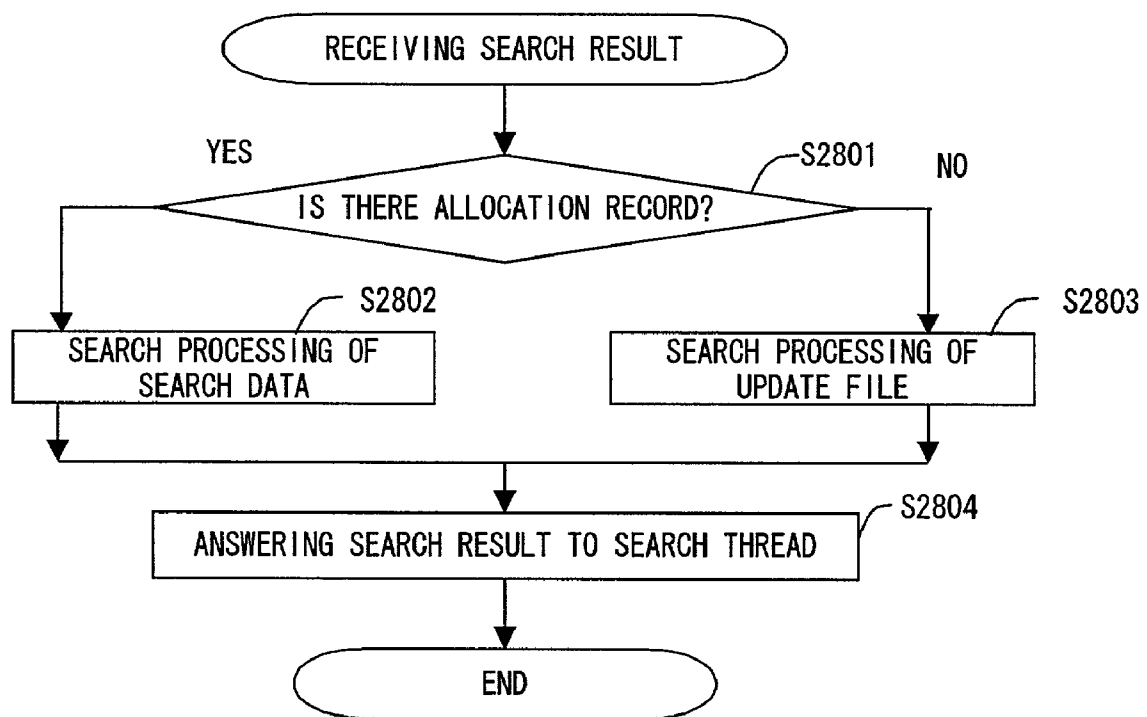 RECEIVING SEARCH RESULT
YES
S2801
NO
IS THERE ALLOCATION RECORD?
S2802
S2803
SEARCH PROCESSING OF
SEARCH DATA
SEARCH PROCESSING OF
UPDATE FILE
S2804
ANSWERING SEARCH RESULT TO SEARCH THREAD
END